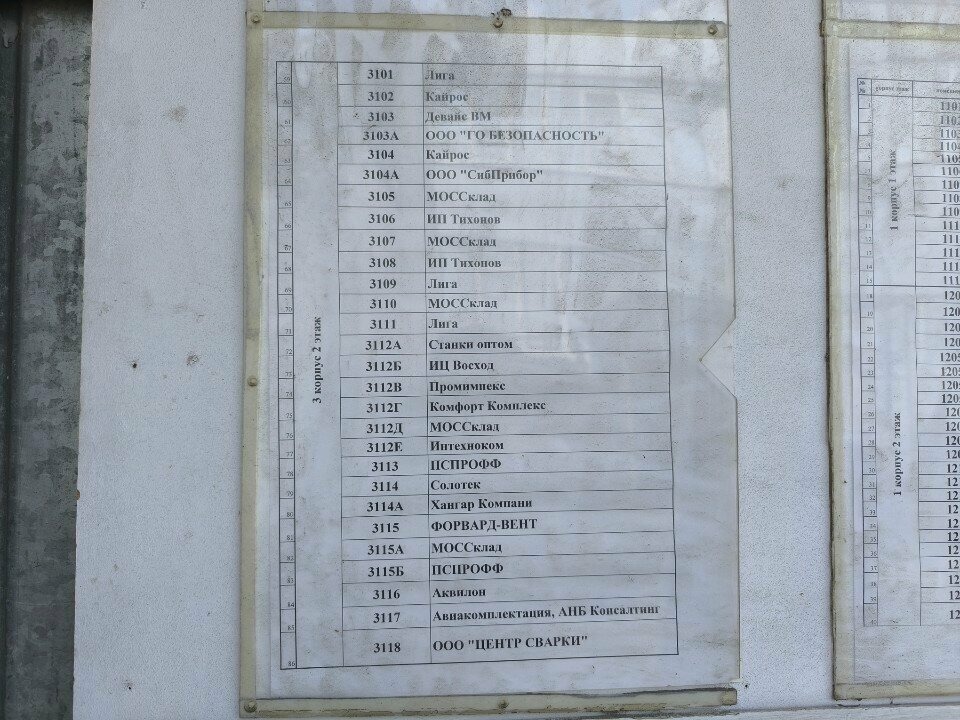 3101 Лига
3102 Кайрос
3103 Девайс ВМ
3103А ООО "ГО БЕЗОПАСНОСТЬ"
3104 Кайрос
3104А ООО "СибПрибор"
3105 МОССклад
3106 ИП Тихонов
3107 МОССклад
3108 ИП Тихонов
3109 Лига
3110 МОССклад
3111 Лига
3 корпус 2 этаж
3112А Станки оптом
3112Б ИЦ Восход
3112В Промимпекс
3112Г Комфорт Комплекс
3112Д МОССклад
3112Е Интехноком
3113 ПСПРОФФ
3114 Солотек
3114А Хангар Компани
3115 ФОРВАРД-ВЕНТ
3115А МОССклад
3115Б ПСПРОФФ
3116 Аквилон
3117 Авиакомплектация, АНБ Консалтинг
3118 ООО "ЦЕНТР СВАРКИ"
1 корпус 1 этаж
1 корпус 2 этаж